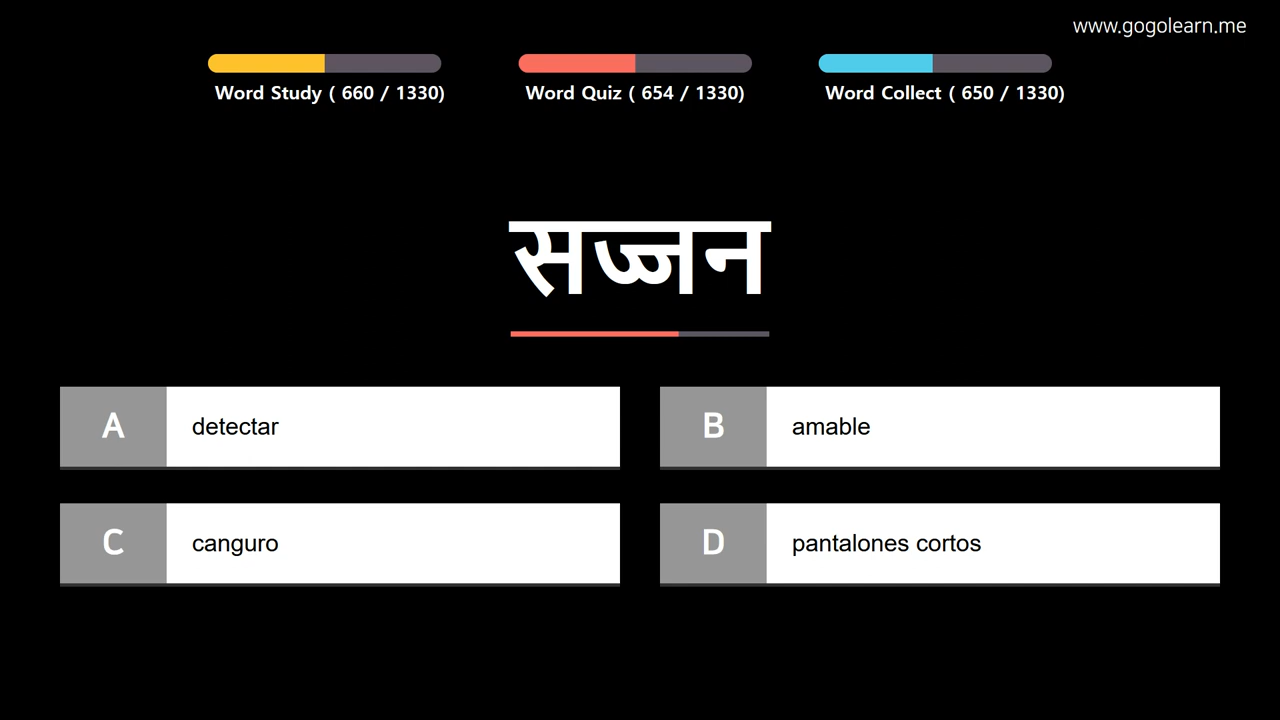 www.gogolearn.me
Word Study ( 660 / 1330)
Word Quiz ( 654 / 1330)
Word Collect ( 650 / 1330)
सज्जन
A
detectar
B
amable
C
canguro
D
pantalones cortos